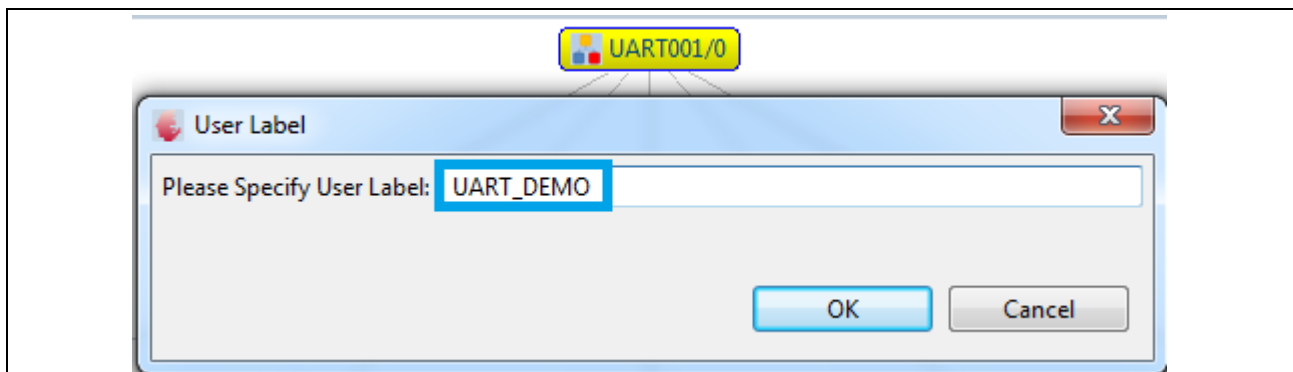 UART001/0
User Label
Please Specify User Label: UART_DEMO
OK Cancel